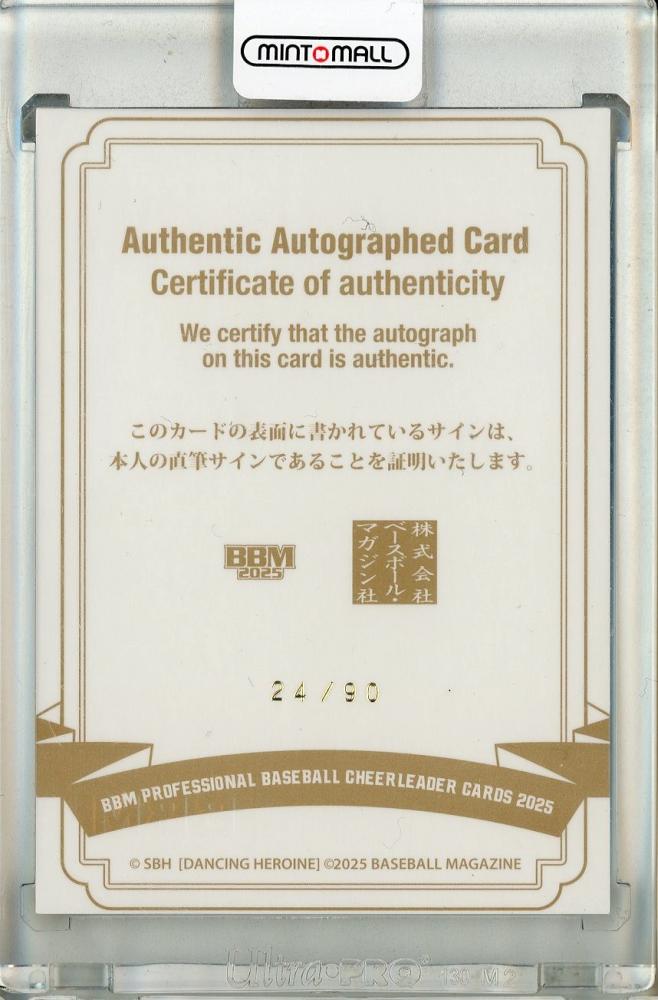 MINT MALL
Authentic Autographed Card
Certificate of authenticity
We certify that the autograph
on this card is authentic.
このカードの表面に書かれているサインは、
本人の直筆サインであることを証明いたします。
BBM
2025
株式会社
ベースボール・
マガジン社
24/90
BBM PROFESSIONAL BASEBALL CHEERLEADER CARDS 2025
© SBH [DANCING HEROINE] ©2025 BASEBALL MAGAZINE
Ultra·PRO® 130-M2